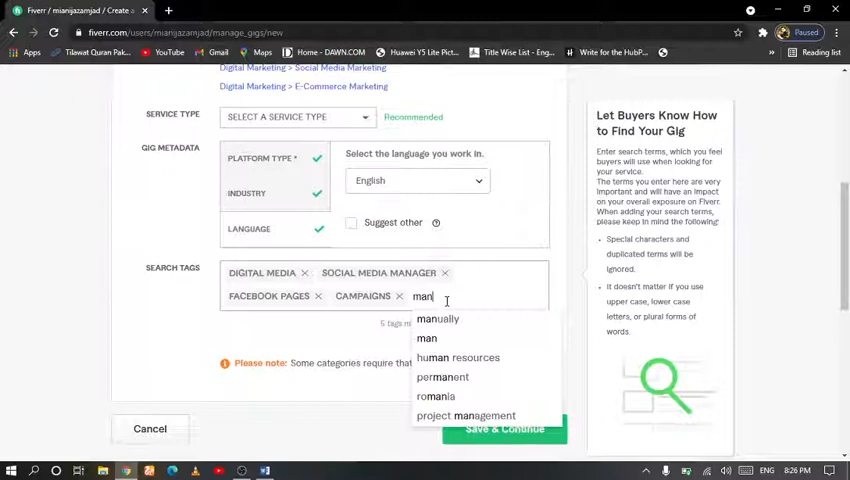 Fiverr / mianijazamjad / Create a
fiverr.com/users/mianijazamjad/manage_gigs/new
Paused
Apps
Tilawat Quran Pak...
YouTube
Gmail
Maps
Home - DAWN.COM
Huawei Y5 Lite Pict...
Title Wise List - Eng...
Write for the HubP...
»
Reading list
Digital Marketing > Social Media Marketing
Digital Marketing > E-Commerce Marketing
SERVICE TYPE
SELECT A SERVICE TYPE
Recommended
GIG METADATA
PLATFORM TYPE *
INDUSTRY
LANGUAGE
Select the language you work in.
English
Suggest other
SEARCH TAGS
DIGITAL MEDIA
SOCIAL MEDIA MANAGER
FACEBOOK PAGES
CAMPAIGNS
man
5 tags m
manually
man
human resources
permanent
romania
project management
Please note: Some categories require that
Cancel
Save & Continue
Let Buyers Know How
to Find Your Gig
Enter search terms, which you feel
buyers will use when looking for
your service.
The terms you enter here are very
important and will have an impact
on your overall exposure on Fiverr.
When adding your search terms,
please keep in mind the following:
Special characters and
duplicated terms will be
ignored.
It doesn't matter if you use
upper case, lower case
letters, or plural forms of
words.
ENG
8:26 PM